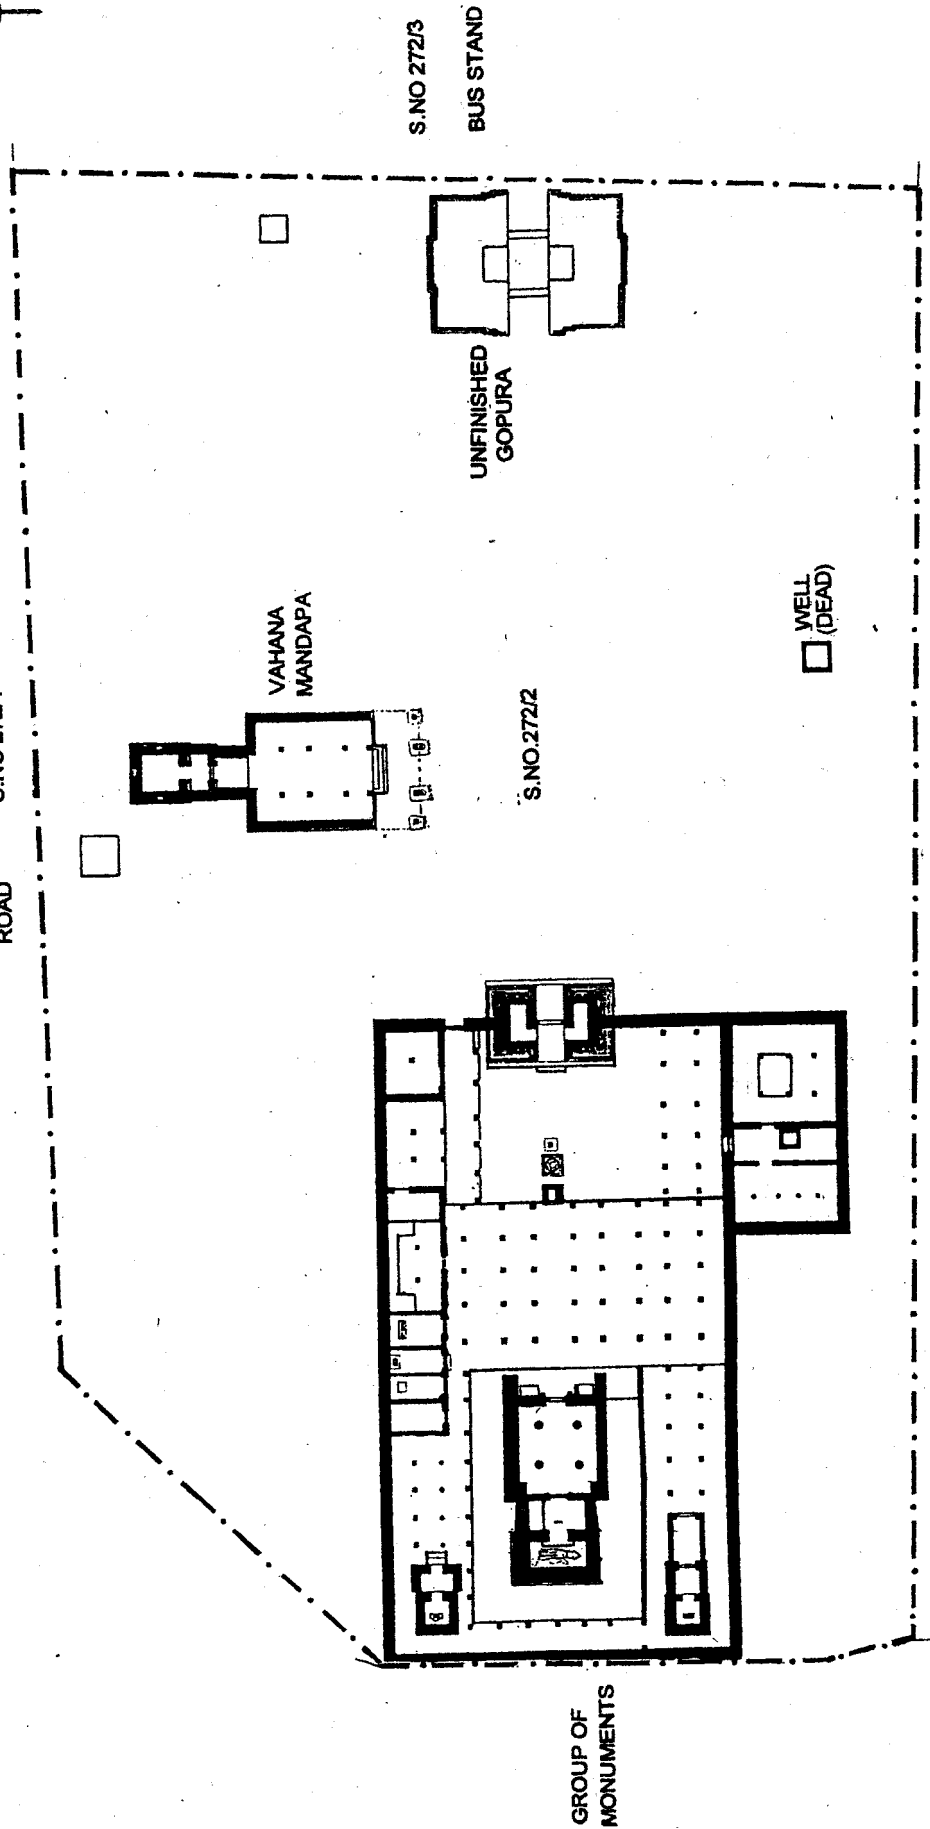 S.NO 272/3
BUS STAND
UNFINISHED
GOPURA
VAHANA
MANDAPA
WELL
(DEAD)
S.NO.272/2
ROAD
GROUP OF
MONUMENTS